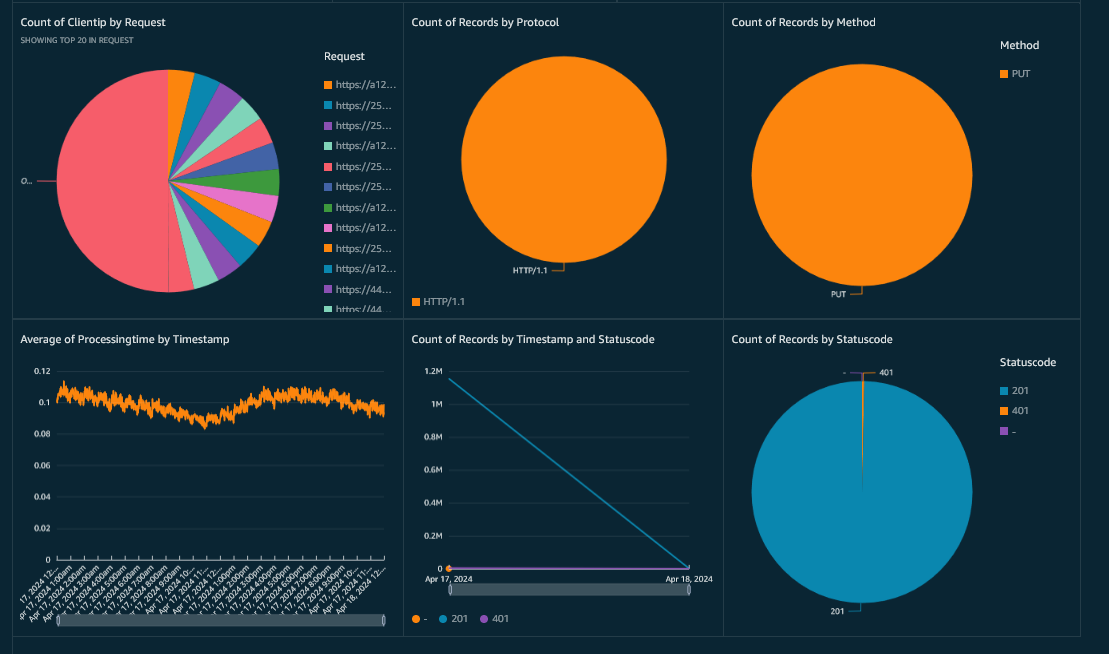 Count of Clientip by Request
SHOWING TOP 20 IN REQUEST
Request
https://a12...
https://25...
https://25...
https://a12...
https://25...
https://25...
https://a12...
https://a12...
https://25...
https://a12...
https://44...
https://44...
O...
Count of Records by Protocol
HTTP/1.1
HTTP/1.1
Count of Records by Method
Method
PUT
PUT
Average of Processingtime by Timestamp
0.12
0.1
0.08
0.06
0.04
0.02
0
17, 2024 12:...
Apr 17, 2024 1:00am
Apr 17, 2024 2:00am
Apr 17, 2024 3:00am
Apr 17, 2024 4:00am
Apr 17, 2024 5:00am
Apr 17, 2024 6:00am
Apr 17, 2024 7:00am
Apr 17, 2024 8:00am
Apr 17, 2024 9:00am
Apr 17, 2024 10:...
Apr 17, 2024 11:...
Apr 17, 2024 12:...
Apr 17, 2024 1:00pm
Apr 17, 2024 2:00pm
Apr 17, 2024 3:00pm
Apr 17, 2024 4:00pm
Apr 17, 2024 5:00pm
Apr 17, 2024 6:00pm
Apr 17, 2024 7:00pm
Apr 17, 2024 8:00pm
Apr 17, 2024 9:00pm
Apr 17, 2024 10:...
Apr 17, 2024 11:...
Apr 18, 2024 12:...
Count of Records by Timestamp and Statuscode
1.2M
1M
0.8M
0.6M
0.4M
0.2M
0
Apr 17, 2024
Apr 18, 2024
- 201 401
Count of Records by Statuscode
Statuscode
201
401
-
- 401
201